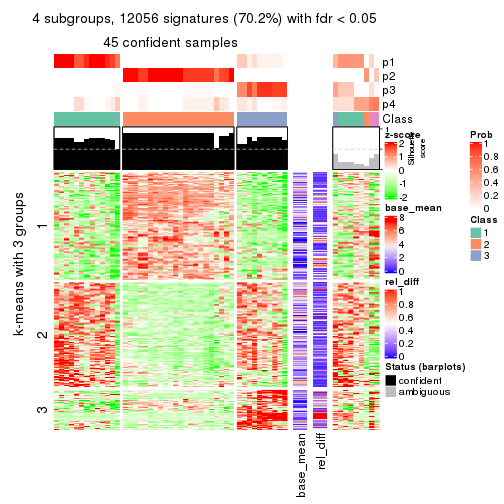 4 subgroups, 12056 signatures (70.2%) with fdr < 0.05
45 confident samples
p1
p2
p3
p4
Class
1
Silhouette
score
k-means with 3 groups
1
2
3
base_mean
rel_diff
z-score
2
1
0
-1
-2
base_mean
8
6
4
2
0
rel_diff
1
0.8
0.6
0.4
0.2
0
Status (barplots)
confident
ambiguous
Prob
1
0.8
0.6
0.4
0.2
0
Class
1
2
3